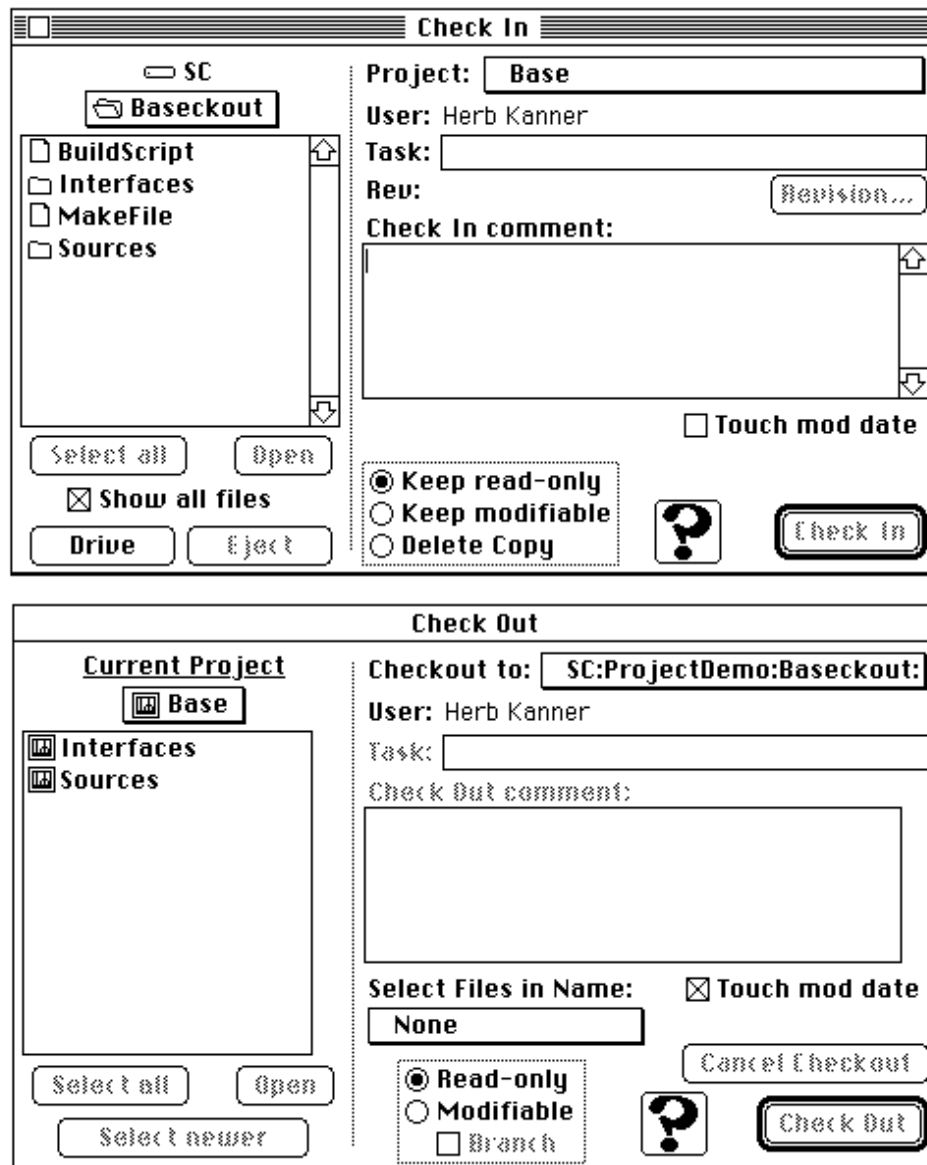 Check In
SC
Baseckout
BuildScript
Interfaces
MakeFile
Sources
Select all
Open
Show all files
Drive
Eject
Project: Base
User: Herb Kanner
Task:
Rev:
Revision...
Check In comment:
Touch mod date
Keep read-only
Keep modifiable
Delete Copy
?
Check In
Check Out
Current Project
Base
Interfaces
Sources
Select all
Open
Select newer
Checkout to: SC:ProjectDemo:Baseckout:
User: Herb Kanner
Task:
Check Out comment:
Select Files in Name:
None
Touch mod date
Read-only
Modifiable
Branch
?
Cancel Checkout
Check Out